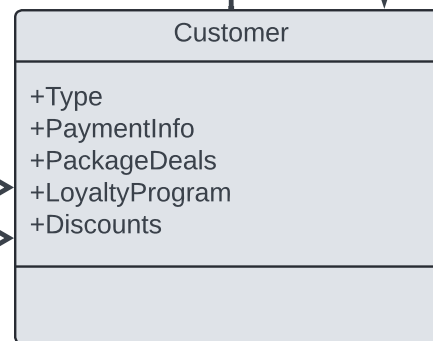 Customer
+Type
+PaymentInfo
+PackageDeals
+LoyaltyProgram
+Discounts